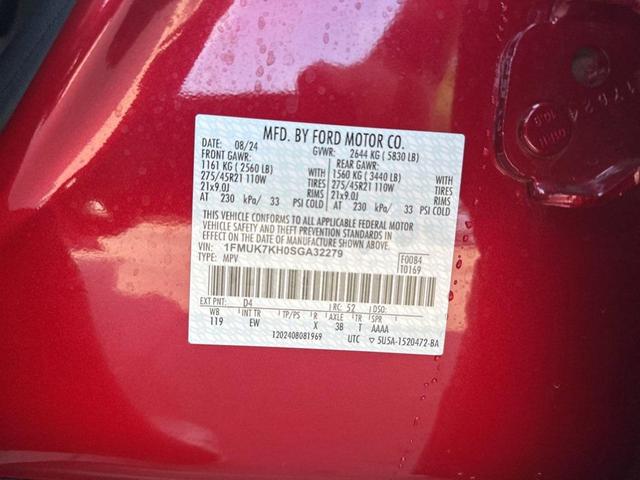 MFD. BY FORD MOTOR CO.
DATE: 08/24 GVWR: 2644 KG ( 5830 LB)
FRONT GAWR: REAR GAWR:
1161 KG ( 2560 LB) WITH 1560 KG ( 3440 LB) WITH
275/45R21 110W TIRES 275/45R21 110W TIRES
21x9.0J RIMS 21x9.0J RIMS
AT 230 kPa/ 33 PSI COLD AT 230 kPa/ 33 PSI COLD
THIS VEHICLE CONFORMS TO ALL APPLICABLE FEDERAL MOTOR
VEHICLE SAFETY AND THEFT PREVENTION STANDARDS IN
EFFECT ON THE DATE OF MANUFACTURE SHOWN ABOVE.
VIN: 1FMUK7KH0SGA32279 F0084
TYPE: MPV T0169
EXT PNT: D4 RC: 52 DSO:
WB INT TR TP/PS R AXLE TR SPR
119 EW X 3B T AAAA
1202408081969 UTC ▽ 5U5A-1520472-BA
17624